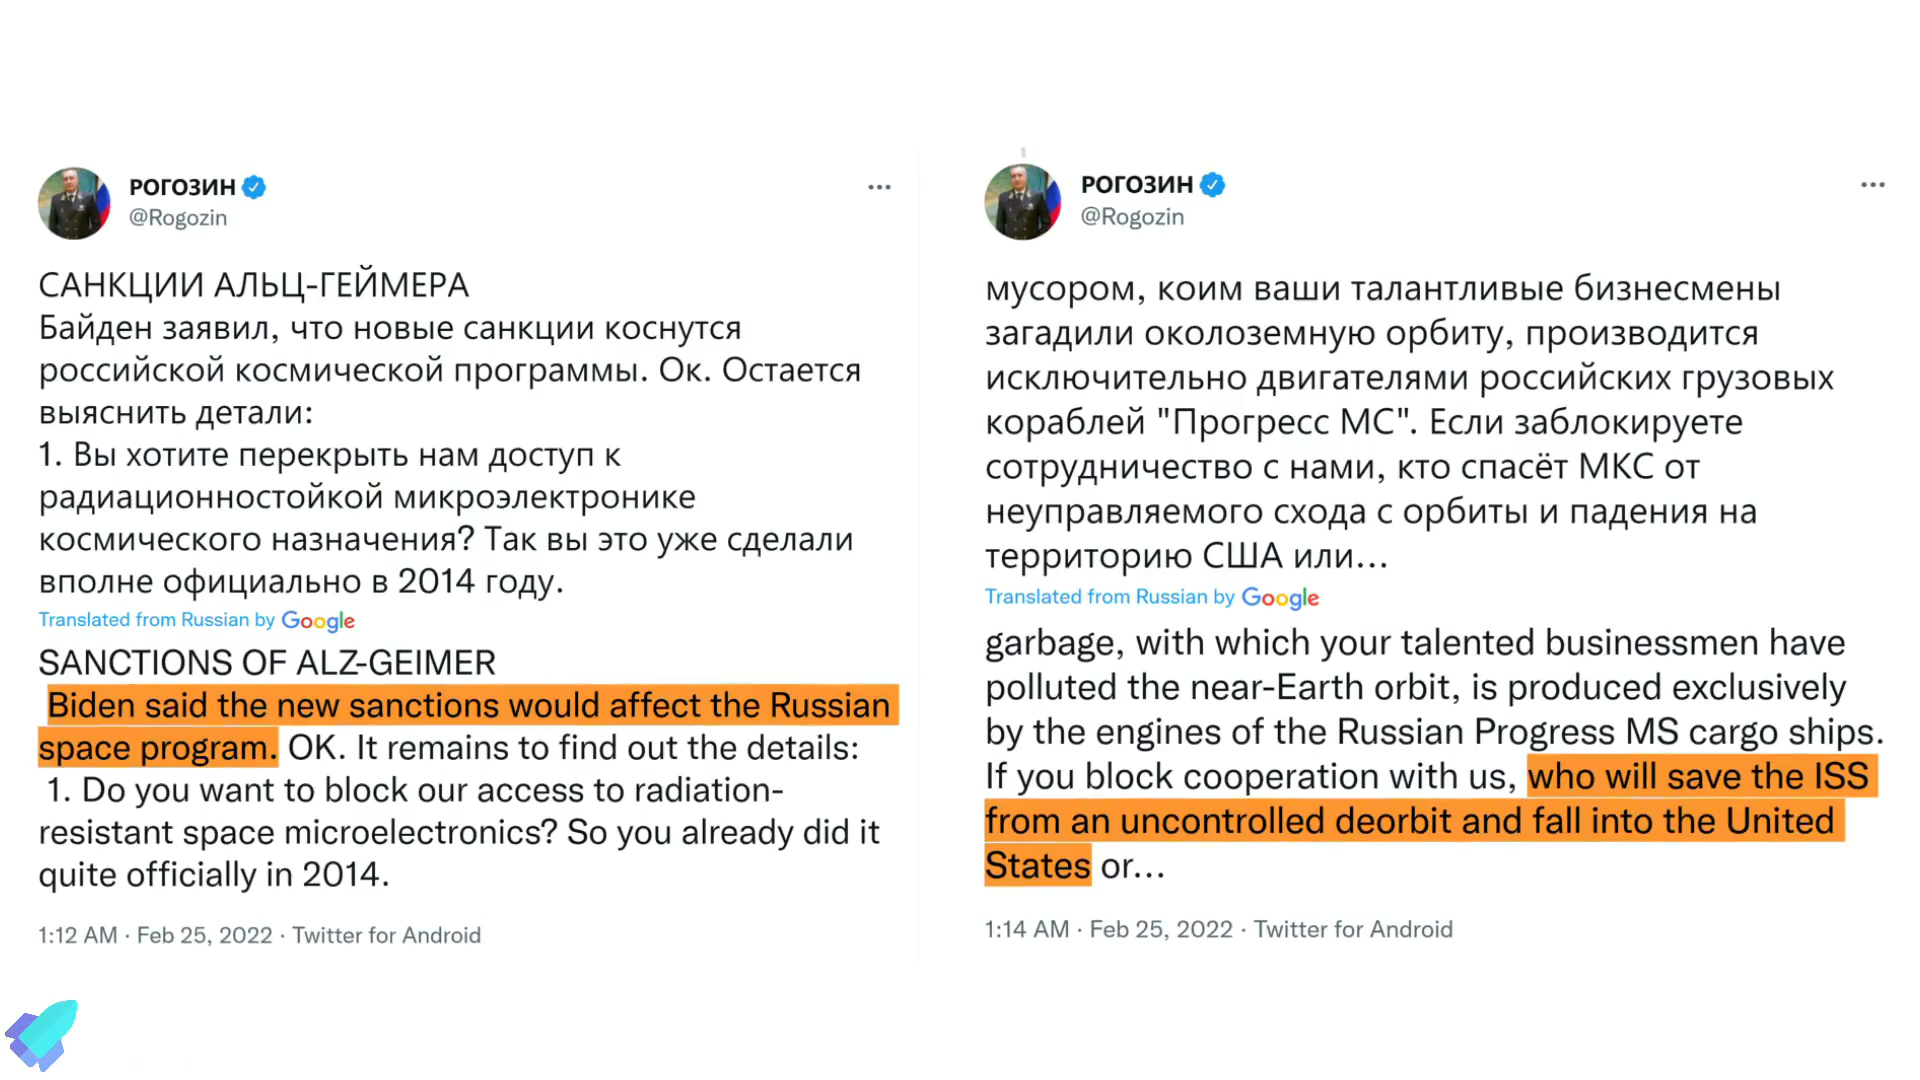 РОГОЗИН
@Rogozin
САНКЦИИ АЛЬЦ-ГЕЙМЕРА
Байден заявил, что новые санкции коснутся
российской космической программы. Ок. Остается
выяснить детали:
1. Вы хотите перекрыть нам доступ к
радиационностойкой микроэлектронике
космического назначения? Так вы это уже сделали
вполне официально в 2014 году.
Translated from Russian by Google
SANCTIONS OF ALZ-GEIMER
Biden said the new sanctions would affect the Russian
space program. OK. It remains to find out the details:
1. Do you want to block our access to radiation-
resistant space microelectronics? So you already did it
quite officially in 2014.
1:12 AM · Feb 25, 2022 · Twitter for Android
РОГОЗИН
@Rogozin
мусором, коим ваши талантливые бизнесмены
загадили околоземную орбиту, производится
исключительно двигателями российских грузовых
кораблей "Прогресс МС". Если заблокируете
сотрудничество с нами, кто спасёт МКС от
неуправляемого схода с орбиты и падения на
территорию США или...
Translated from Russian by Google
garbage, with which your talented businessmen have
polluted the near-Earth orbit, is produced exclusively
by the engines of the Russian Progress MS cargo ships.
If you block cooperation with us, who will save the ISS
from an uncontrolled deorbit and fall into the United
States or...
1:14 AM · Feb 25, 2022 · Twitter for Android